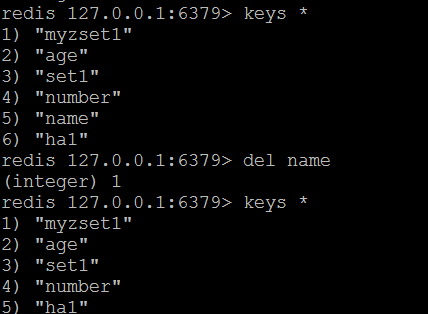 redis 127.0.0.1:6379> keys *
1) "myzset1"
2) "age"
3) "set1"
4) "number"
5) "name"
6) "ha1"
redis 127.0.0.1:6379> del name
(integer) 1
redis 127.0.0.1:6379> keys *
1) "myzset1"
2) "age"
3) "set1"
4) "number"
5) "ha1"